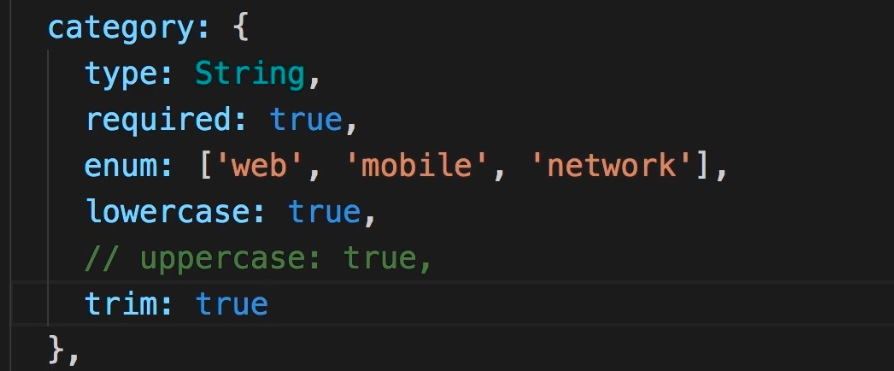 category: {
  type: String,
  required: true,
  enum: ['web', 'mobile', 'network'],
  lowercase: true,
  // uppercase: true,
  trim: true
},